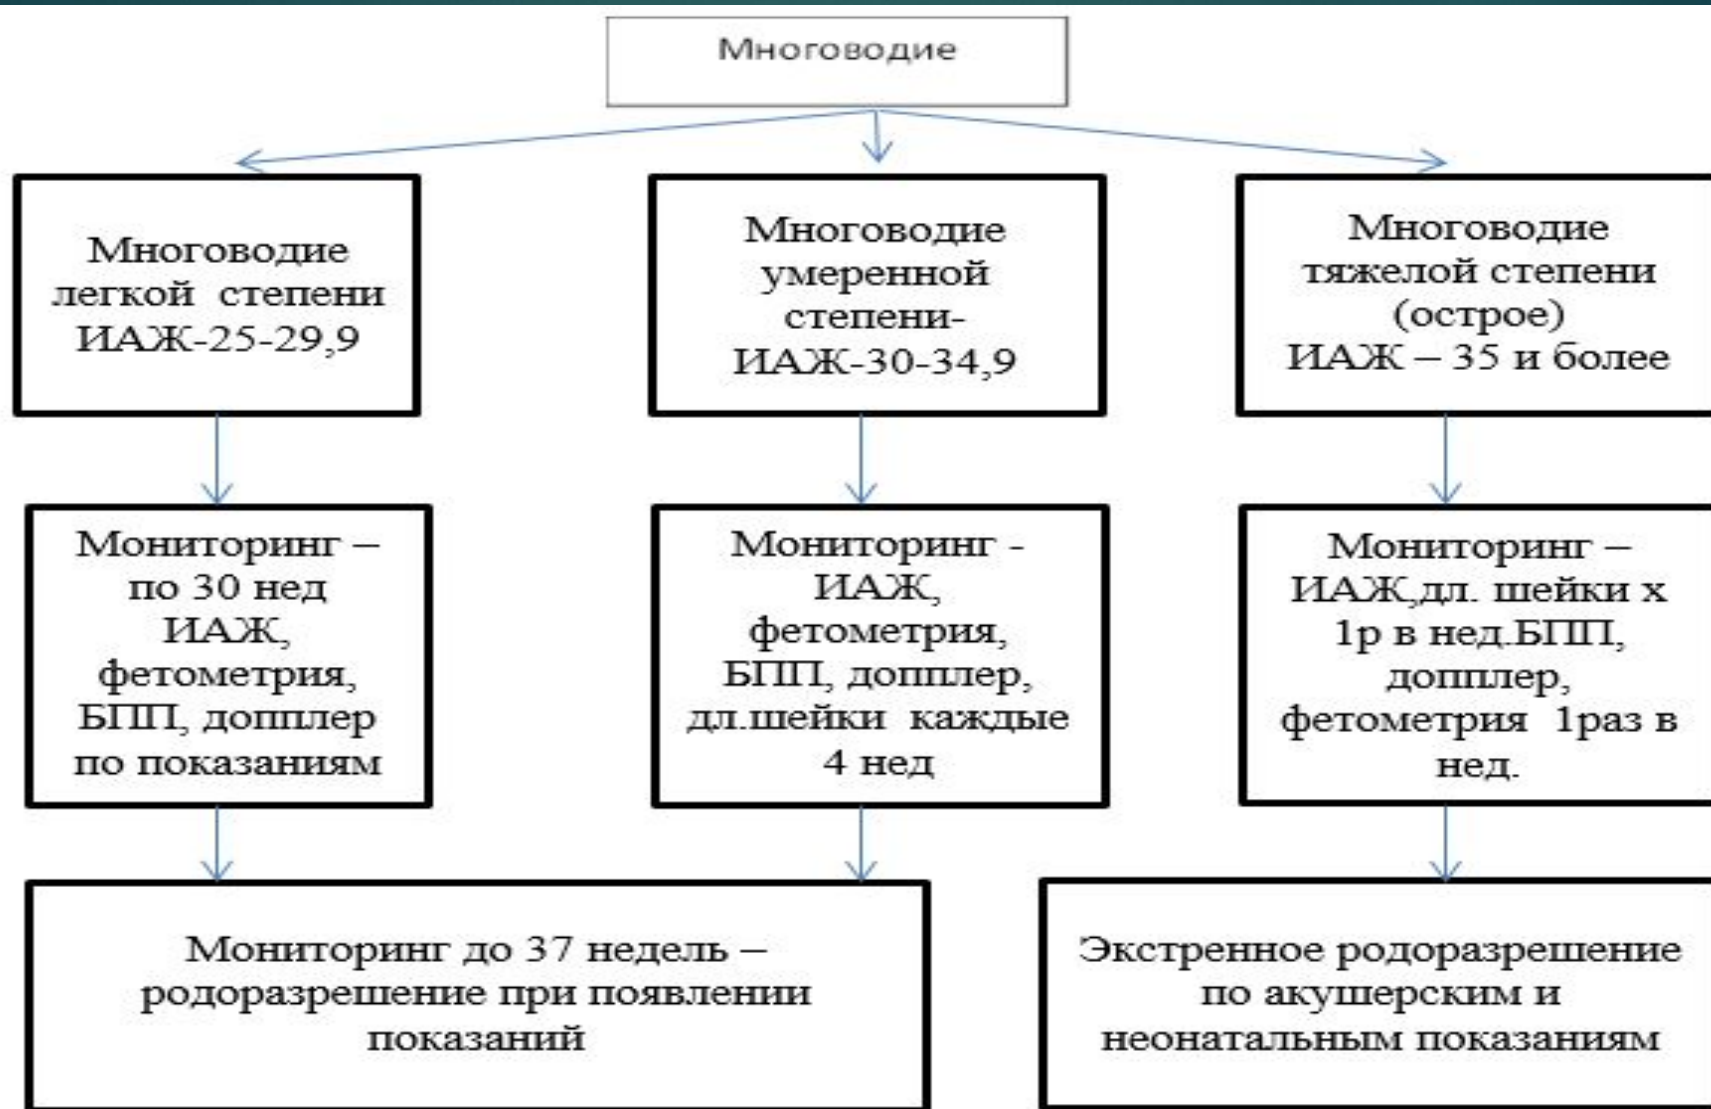 Многоводие
Многоводие
легкой степени
ИАЖ-25-29,9
Многоводие
умеренной
степени-
ИАЖ-30-34,9
Многоводие
тяжелой степени
(острое)
ИАЖ – 35 и более
Мониторинг –
по 30 нед
ИАЖ,
фетометрия,
БПП, допплер
по показаниям
Мониторинг -
ИАЖ,
фетометрия,
БПП, допплер,
дл.шейки каждые
4 нед
Мониторинг –
ИАЖ,дл. шейки х
1р в нед.БПП,
допплер,
фетометрия 1раз в
нед.
Мониторинг до 37 недель –
родоразрешение при появлении
показаний
Экстренное родоразрешение
по акушерским и
неонатальным показаниям